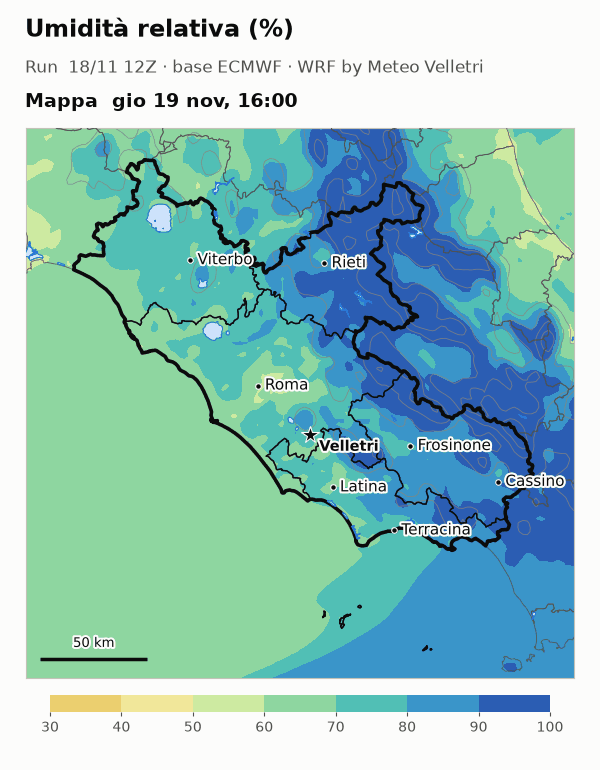 Umidità relativa (%)
Run  18/11 12Z · base ECMWF · WRF by Meteo Velletri
Mappa  gio 19 nov, 16:00
Viterbo
Rieti
Roma
Velletri
Frosinone
Cassino
Latina
Terracina
50 km
30 40 50 60 70 80 90 100